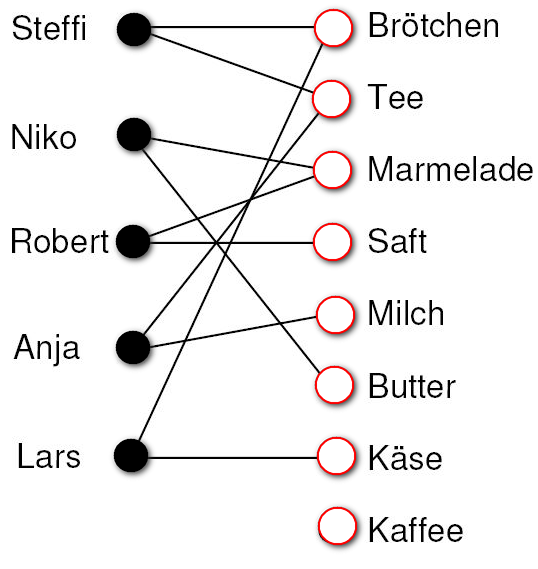 Steffi
Niko
Robert
Anja
Lars
Brötchen
Tee
Marmelade
Saft
Milch
Butter
Käse
Kaffee